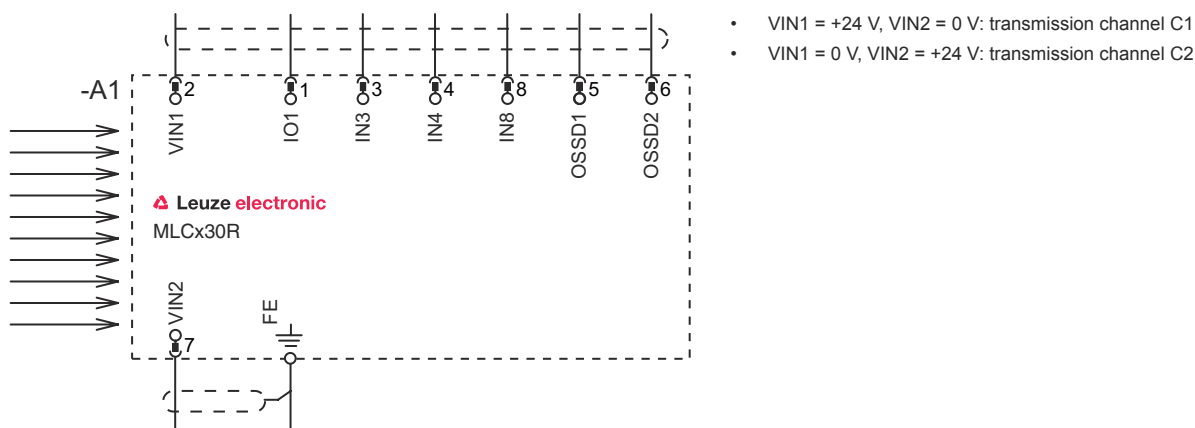 • VIN1 = +24 V, VIN2 = 0 V: transmission channel C1
• VIN1 = 0 V, VIN2 = +24 V: transmission channel C2
-A1
2 1 3 4 8 5 6
VIN1 IO1 IN3 IN4 IN8 OSSD1 OSSD2
Leuze electronic
MLCx30R
VIN2 FE
7